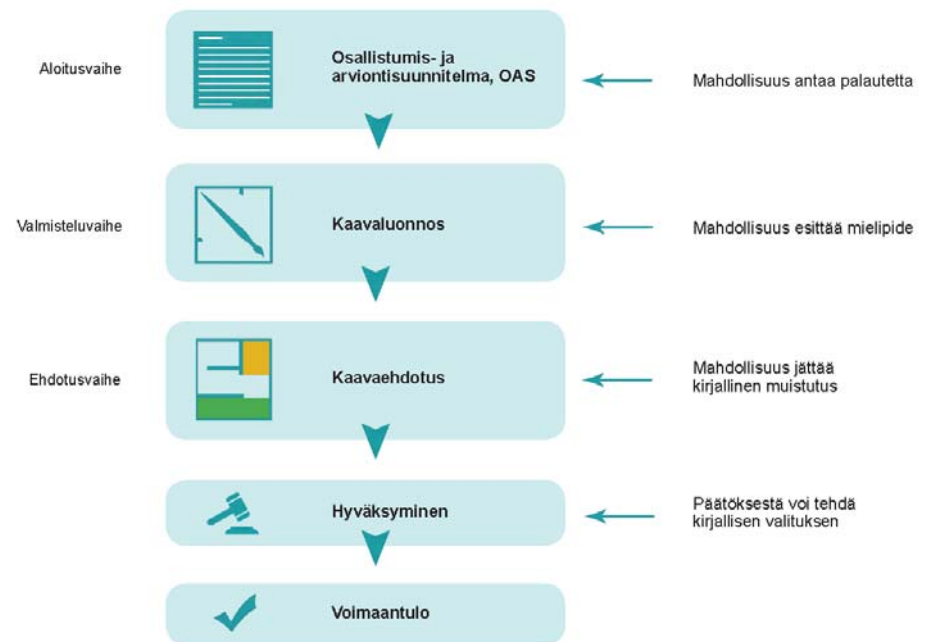 Aloitusvaihe
Osallistumis- ja
arviontisuunnitelma, OAS
Mahdollisuus antaa palautetta
Valmisteluvaihe
Kaavaluonnos
Mahdollisuus esittää mielipide
Ehdotusvaihe
Kaavaehdotus
Mahdollisuus jättää
kirjallinen muistutus
Hyväksyminen
Päätöksestä voi tehdä
kirjallisen valituksen
Voimaantulo